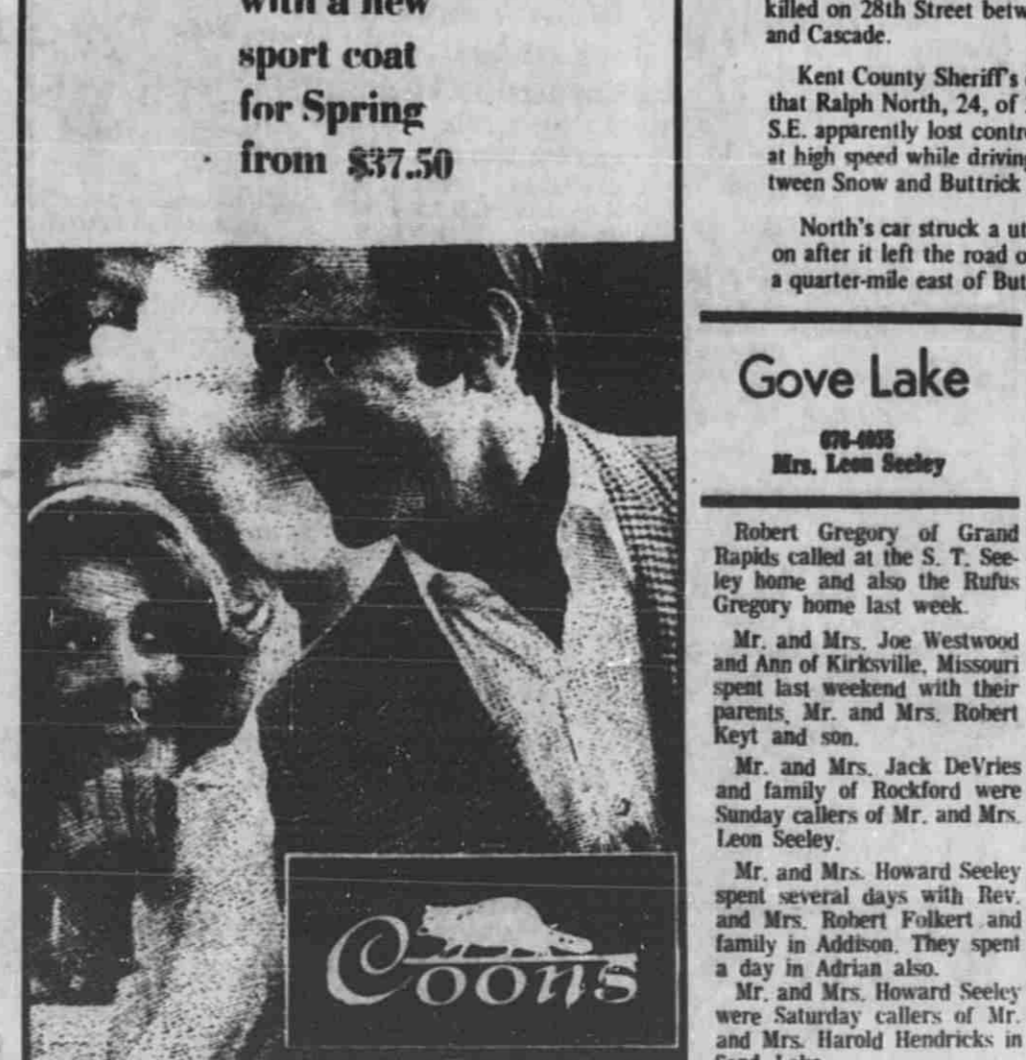 with a new
sport coat
for Spring
from $37.50
Coons
killed on 28th Street
and Cascade.
Kent County Sheriff's
that Ralph North, 24, of
S.E. apparently lost
at high speed while
tween Snow and Buttrick
North's car struck a
on after it left the road
a quarter-mile east of
Gove Lake
Mrs. Leon Seeley
Robert Gregory of Grand
Rapids called at the S. T. See-
ley home and also the Rufus
Gregory home last week.
Mr. and Mrs. Joe Westwood
and Ann of Kirksville, Missouri
spent last weekend with their
parents, Mr. and Mrs. Robert
Keyt and son.
Mr. and Mrs. Jack DeVries
and family of Rockford were
Sunday callers of Mr. and Mrs.
Leon Seeley.
Mr. and Mrs. Howard Seeley
spent several days with Rev.
and Mrs. Robert Folkert and
family in Addison. They spent
a day in Adrian also.
Mr. and Mrs. Howard Seeley
were Saturday callers of Mr.
and Mrs. Harold Hendricks in